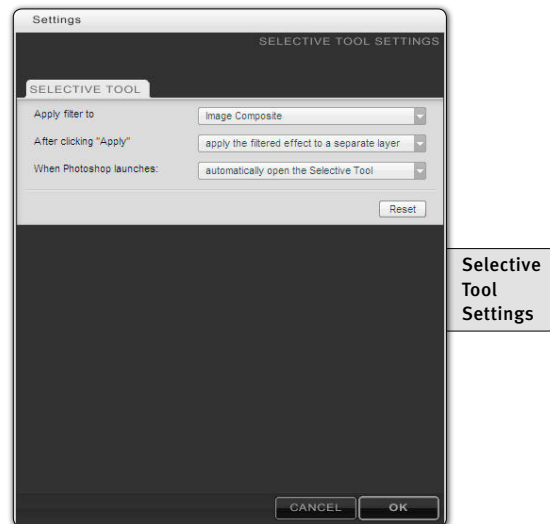 Settings
SELECTIVE TOOL SETTINGS
SELECTIVE TOOL
Apply filter to
Image Composite
After clicking "Apply"
apply the filtered effect to a separate layer
When Photoshop launches:
automatically open the Selective Tool
Reset
Selective
Tool
Settings
CANCEL
OK